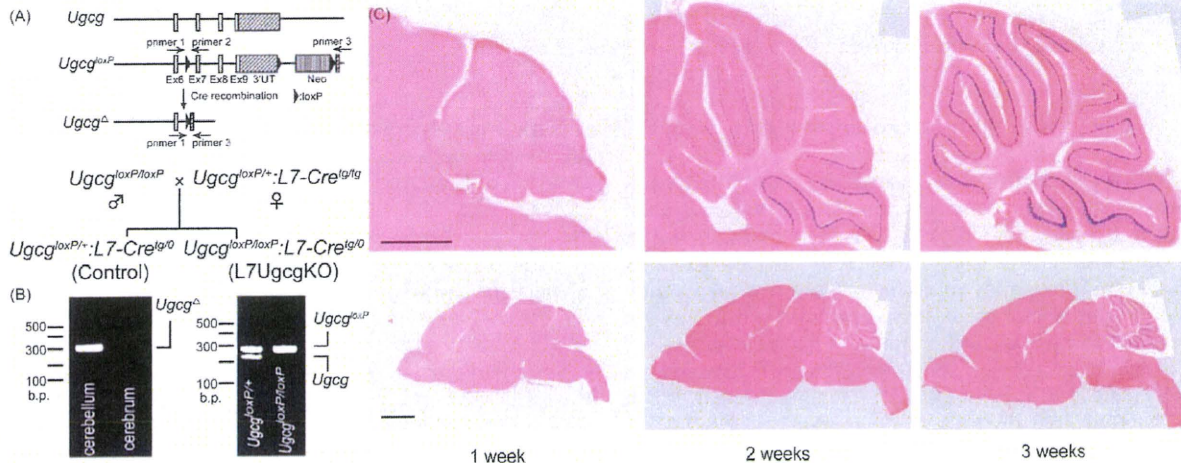 (A)
Ugcg
primer 1 primer 2 primer 3
Ugcg^loxP
Ex6 Ex7 Ex8 Ex9 3'UT Neo
Cre recombination :loxP
Ugcg^Δ
primer 1 primer 3
Ugcg^loxP/loxP × Ugcg^loxP/+:L7-Cre^tg/tg
♂ ♀
Ugcg^loxP/+:L7-Cre^tg/0 Ugcg^loxP/loxP:L7-Cre^tg/0
(Control) (L7UgcgKO)
(B)
Ugcg^Δ
500
300
100
b.p.
cerebellum
cerebrum
500
300
100
b.p.
Ugcg^loxP/+
Ugcg^loxP/loxP
Ugcg^loxP
Ugcg
(C)
1 week 2 weeks 3 weeks